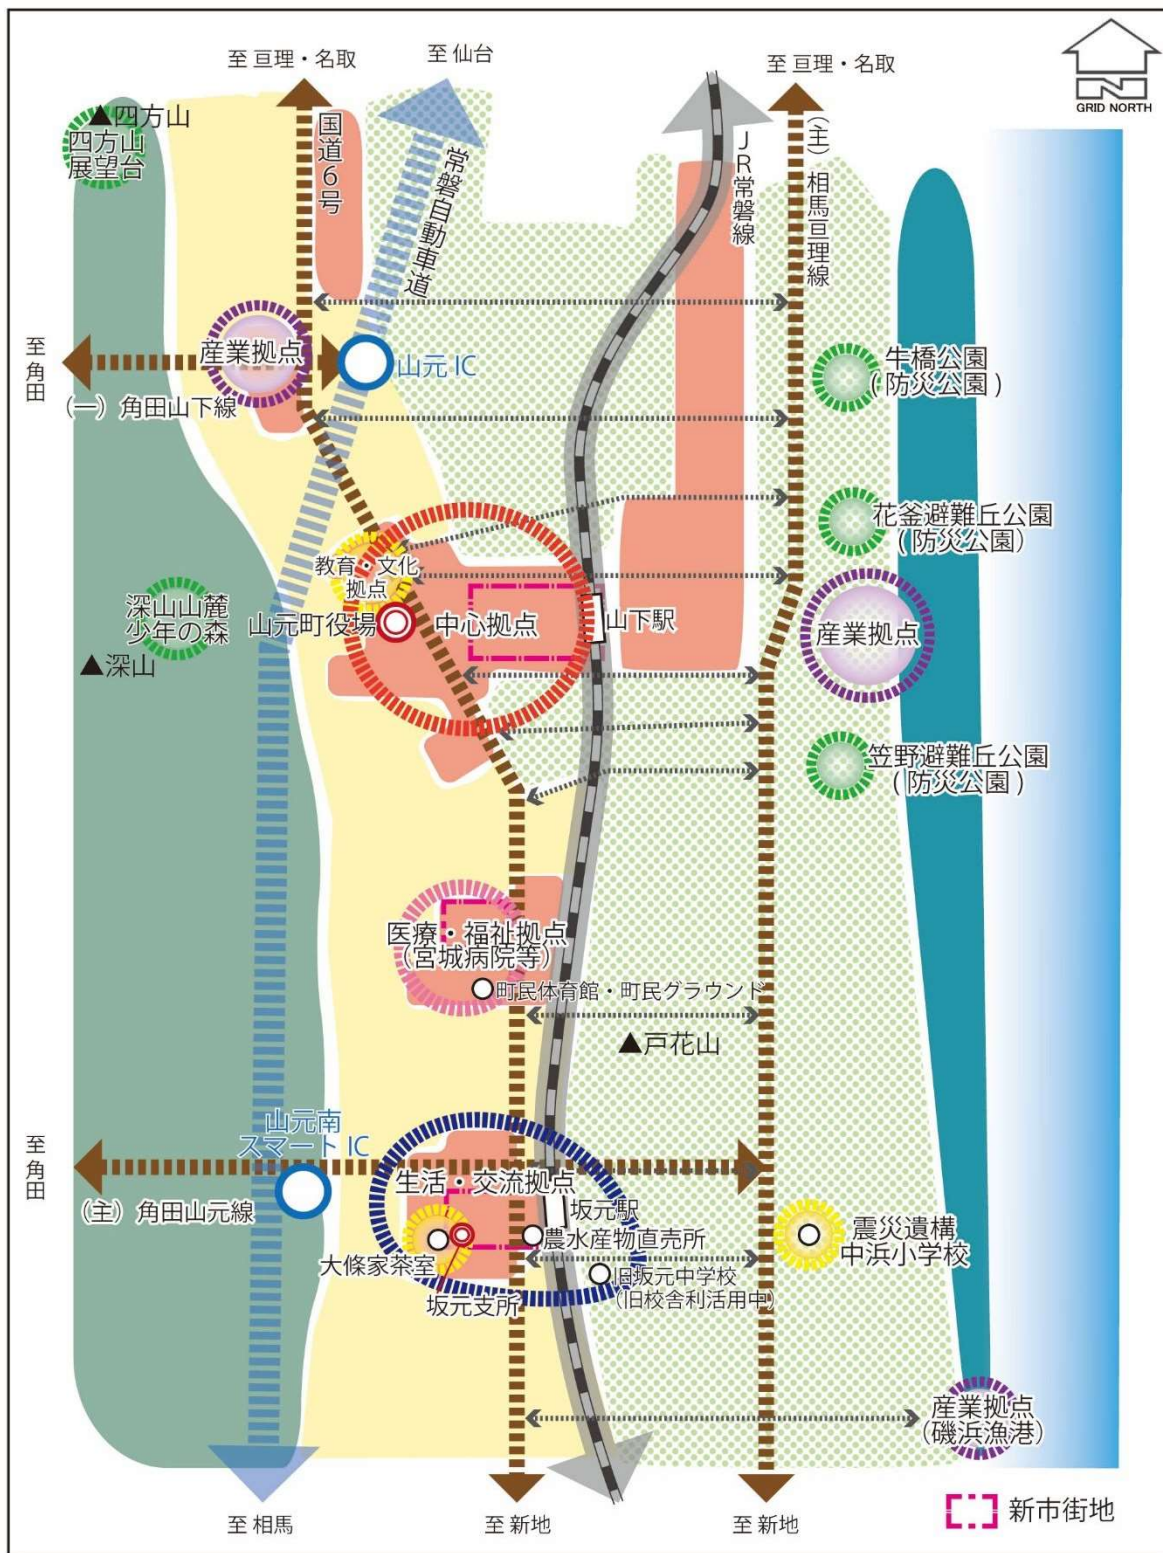 至 亘理・名取
至 仙台
至 亘理・名取
GRID NORTH
▲四方山
四方山
展望台
国道6号
常磐自動車道
JR常磐線
(主) 相馬亘理線
至 角田
産業拠点
山元 IC
(一) 角田山下線
牛橋公園
(防災公園)
花釜避難丘公園
(防災公園)
教育・文化
拠点
深山山麓
少年の森
山元町役場
中心拠点
山下駅
産業拠点
▲深山
笠野避難丘公園
(防災公園)
医療・福祉拠点
(宮城病院等)
町民体育館・町民グラウンド
▲戸花山
山元南
スマート IC
至 角田
(主) 角田山元線
生活・交流拠点
坂元駅
農水産物直売所
震災遺構
中浜小学校
大條家茶室
旧坂元中学校
(旧校舎利活用中)
坂元支所
産業拠点
(磯浜漁港)
新市街地
至 相馬
至 新地
至 新地